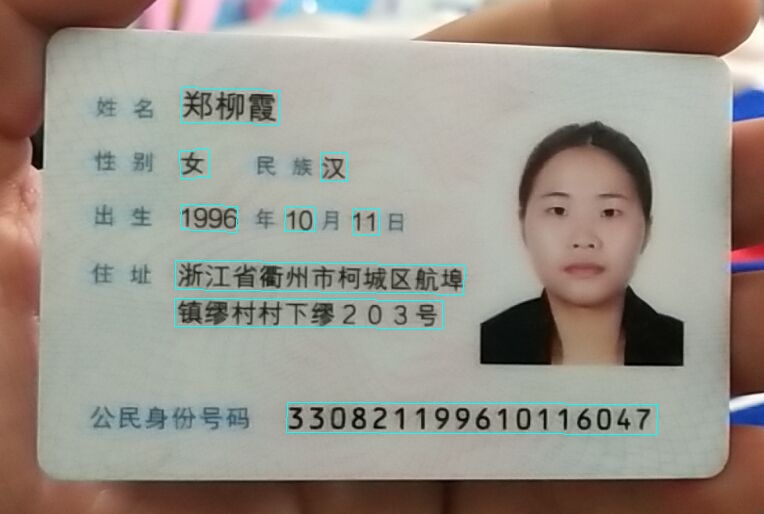 姓名 郑柳霞
性别 女 民族 汉
出生 1996 年 10 月 11 日
住址 浙江省衢州市柯城区航埠
镇缪村村下缪203号
公民身份号码 330821199610116047